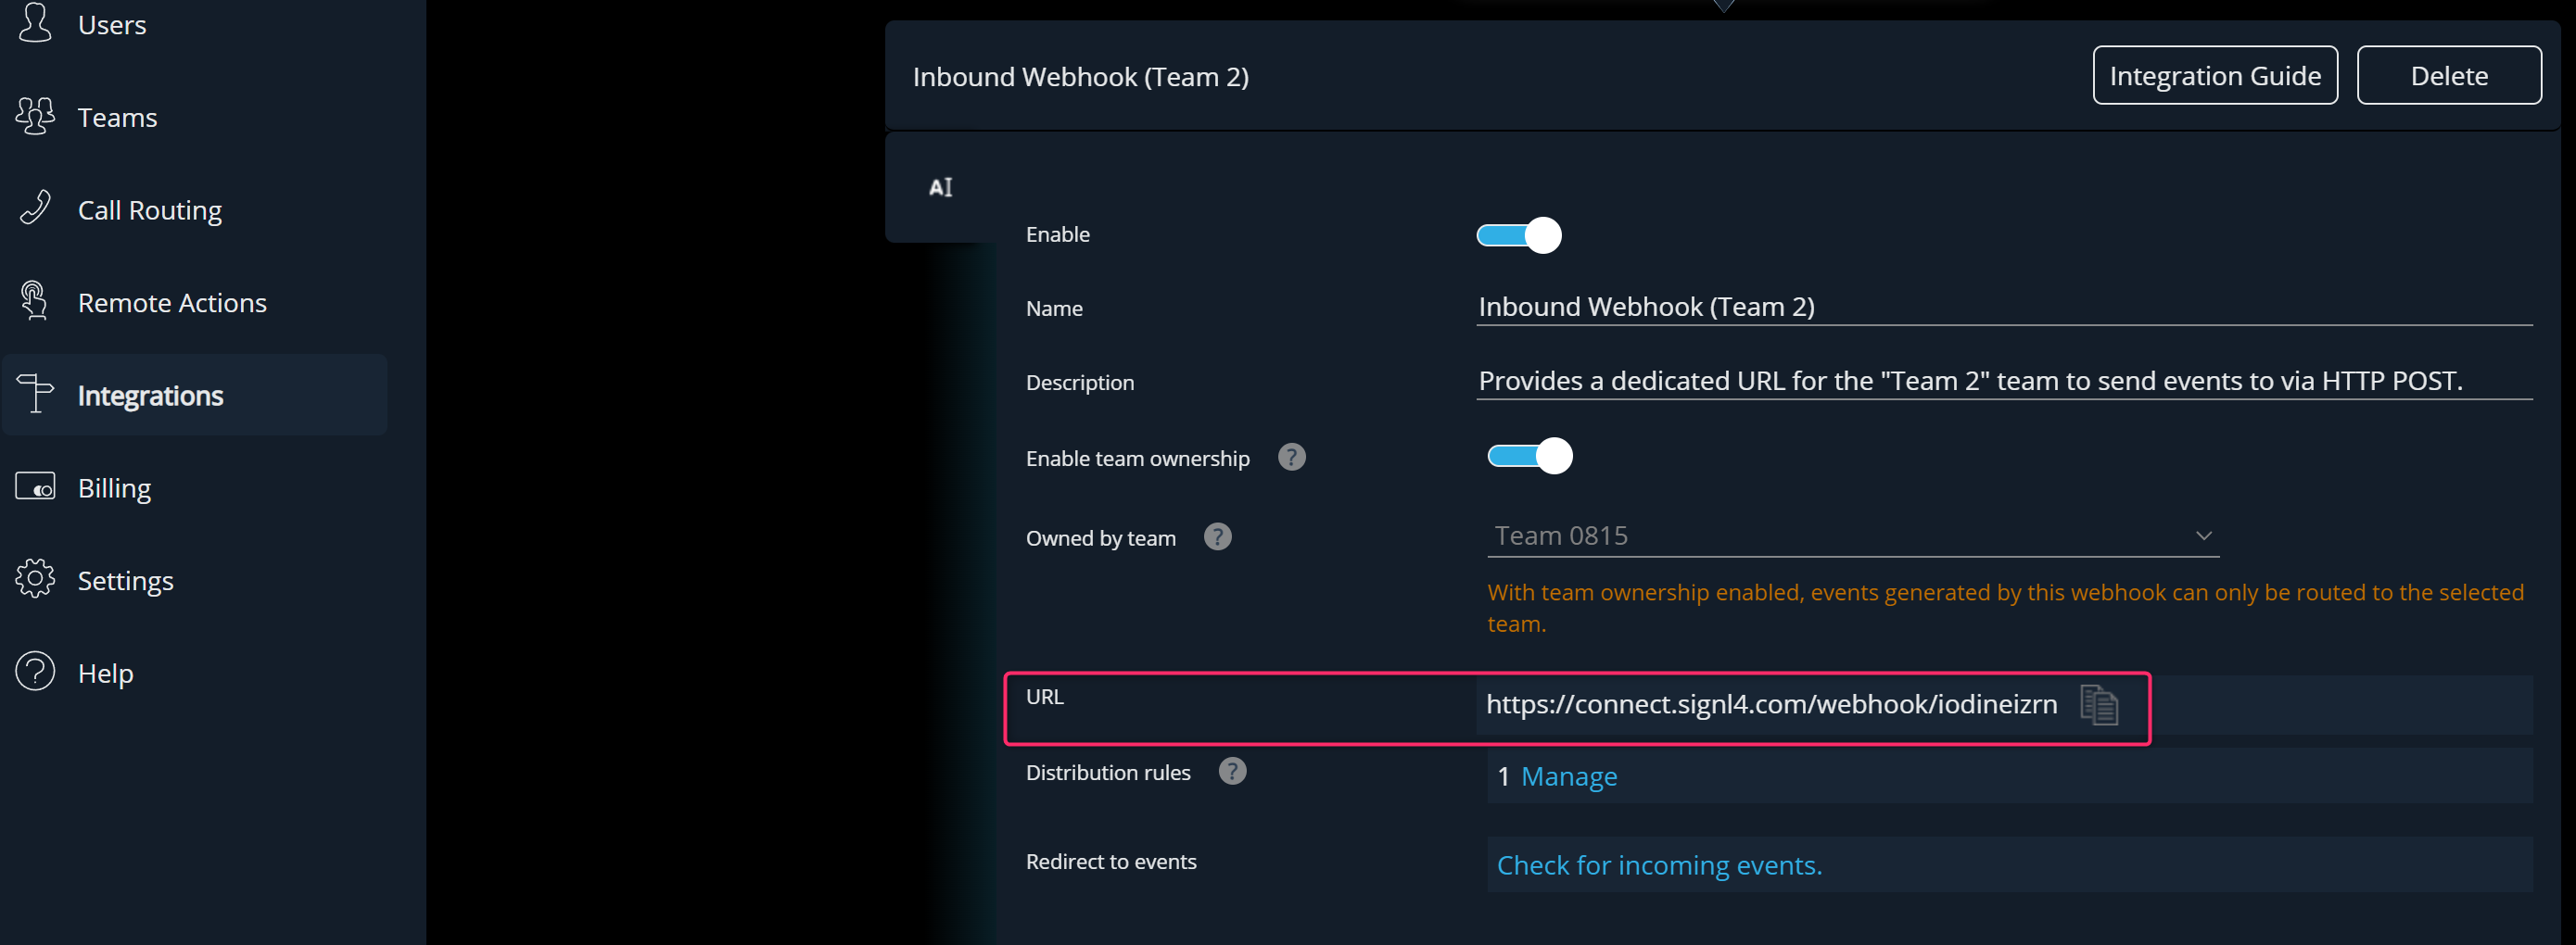 Users
Teams
Call Routing
Remote Actions
Integrations
Billing
Settings
Help
Inbound Webhook (Team 2)
Integration Guide
Delete
AI
Enable
Name
Inbound Webhook (Team 2)
Description
Provides a dedicated URL for the "Team 2" team to send events to via HTTP POST.
Enable team ownership ?
Owned by team ?
Team 0815
With team ownership enabled, events generated by this webhook can only be routed to the selected
team.
URL
https://connect.signl4.com/webhook/iodineizrn
Distribution rules ?
1 Manage
Redirect to events
Check for incoming events.